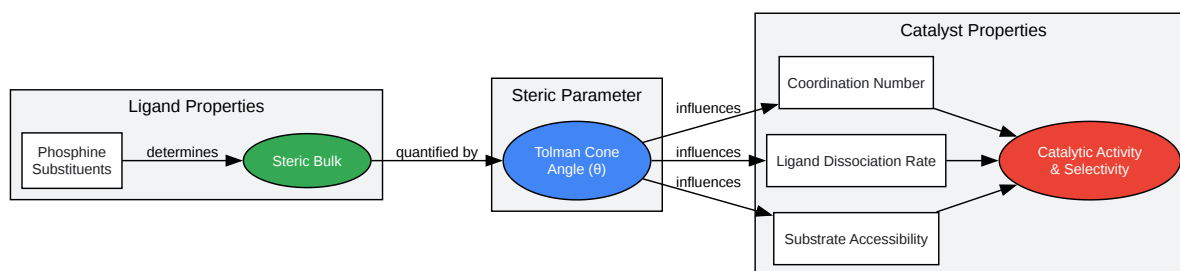 Ligand Properties
Phosphine
Substituents
determines
Steric Bulk
quantified by
Steric Parameter
Tolman Cone
Angle (θ)
influences
influences
influences
Catalyst Properties
Coordination Number
Ligand Dissociation Rate
Substrate Accessibility
Catalytic Activity
& Selectivity